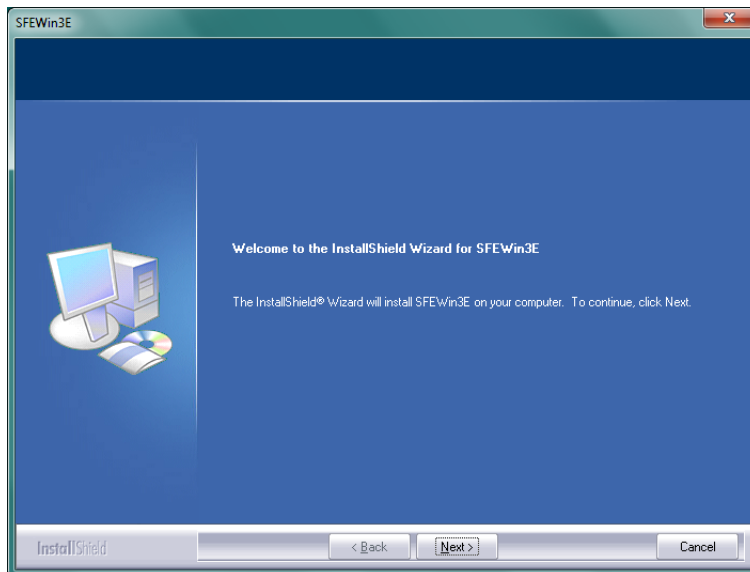 SFEWin3E
Welcome to the InstallShield Wizard for SFEWin3E
The InstallShield® Wizard will install SFEWin3E on your computer.  To continue, click Next.
InstallShield
< Back
Next >
Cancel